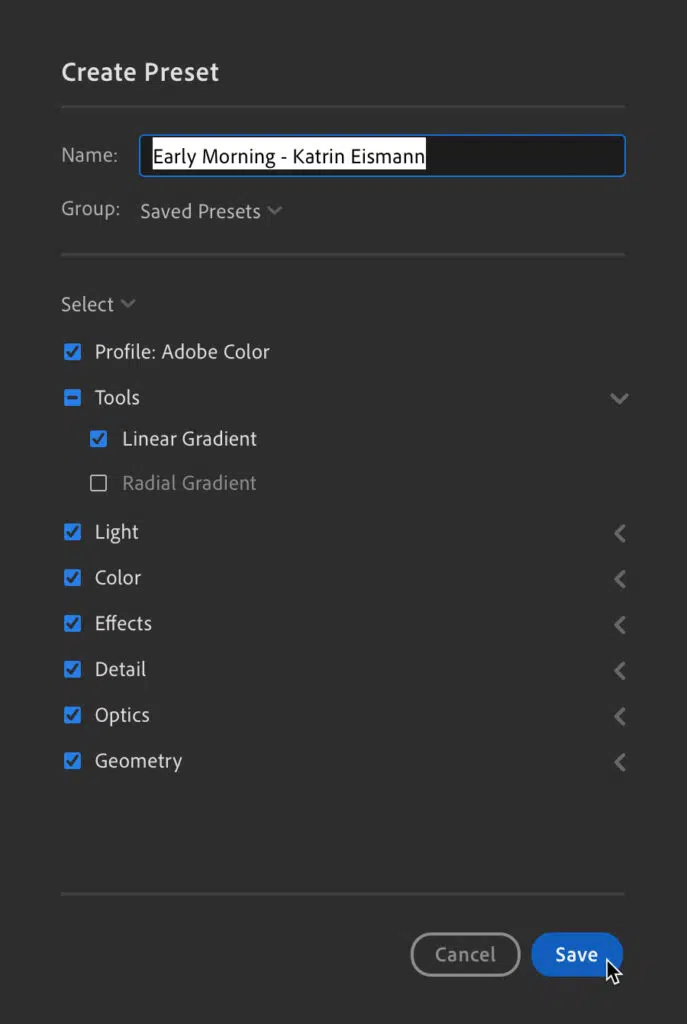 Create Preset
Name: Early Morning - Katrin Eismann
Group: Saved Presets
Select
Profile: Adobe Color
Tools
Linear Gradient
Radial Gradient
Light
Color
Effects
Detail
Optics
Geometry
Cancel Save